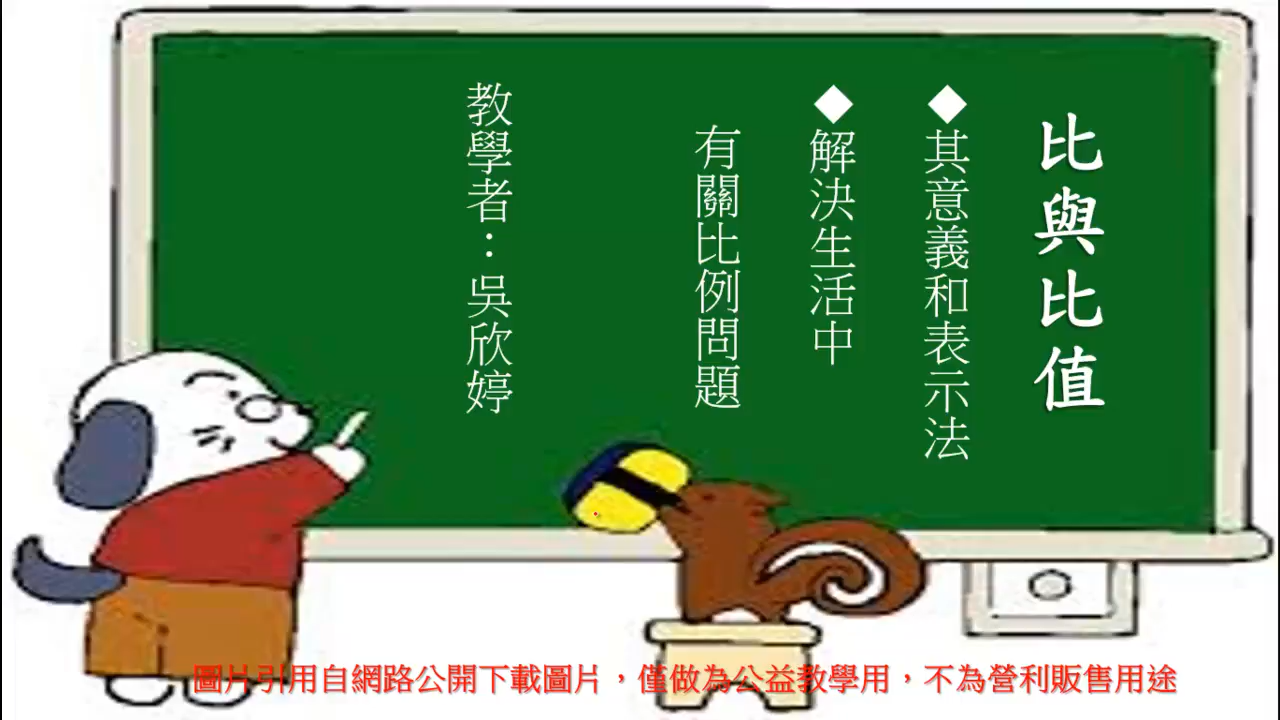 比與比值
◆其意義和表示法
◆解決生活中
有關比例問題
教學者：吳欣婷
圖片引用自網路公開下載圖片，僅做為公益教學用，不為營利販售用途